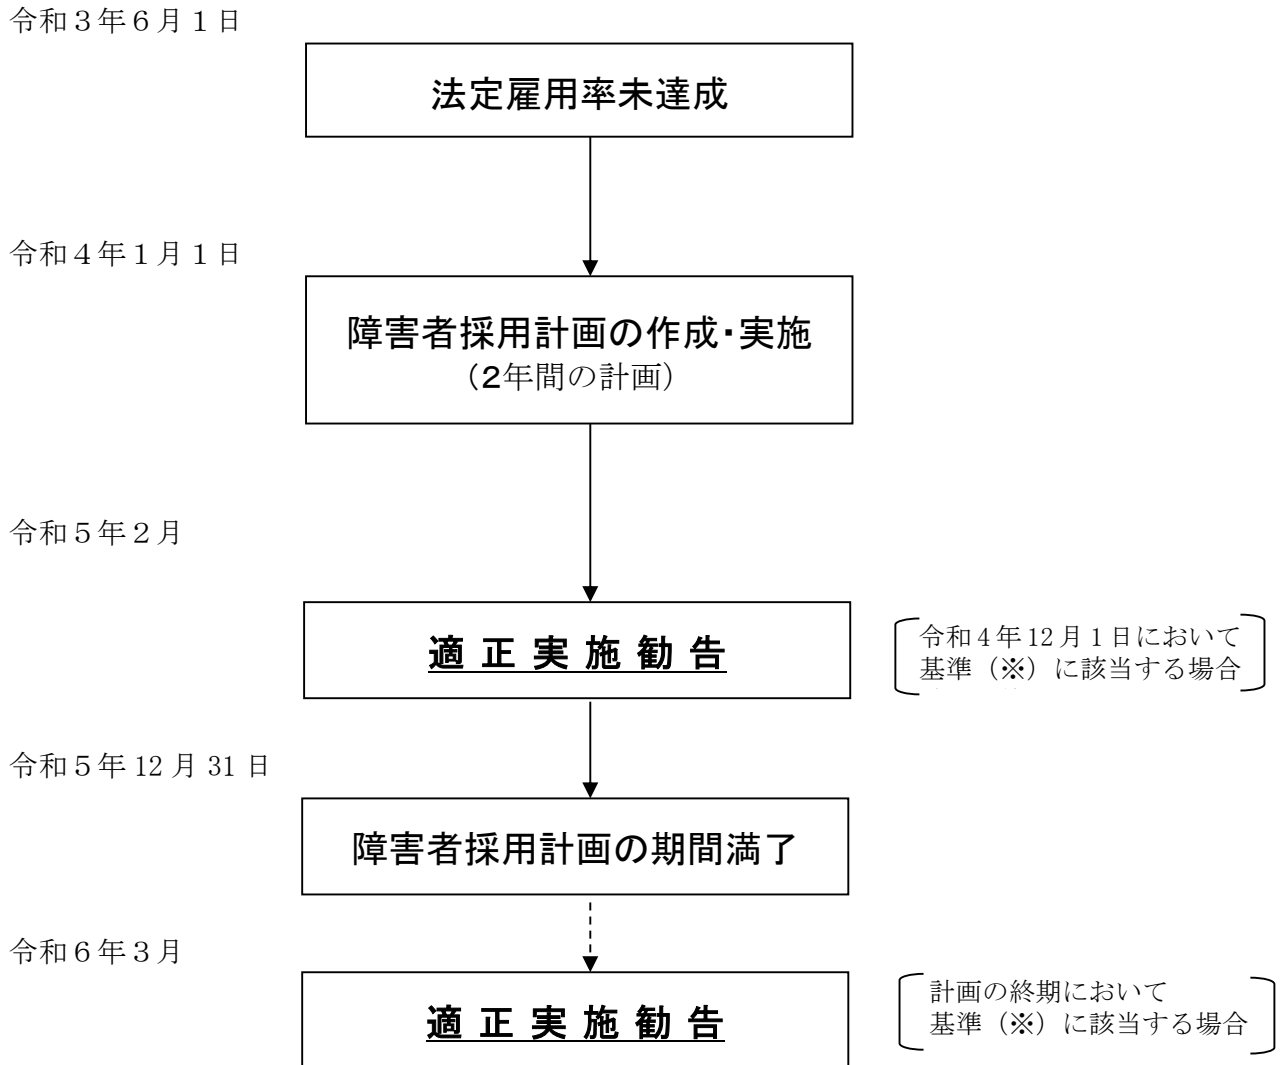 令和３年６月１日
法定雇用率未達成
令和４年１月１日
障害者採用計画の作成・実施
（2年間の計画）
令和５年２月
適 正 実 施 勧 告
令和４年12月１日において
基準（※）に該当する場合
令和５年12月31日
障害者採用計画の期間満了
令和６年３月
適 正 実 施 勧 告
計画の終期において
基準（※）に該当する場合